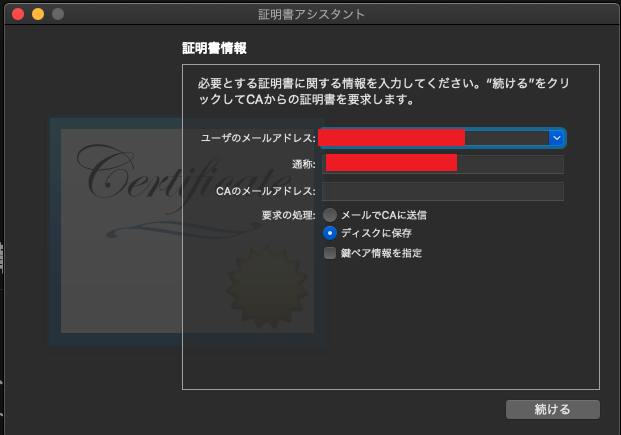 証明書アシスタント
証明書情報
必要とする証明書に関する情報を入力してください。“続ける”をクリ
ックしてCAからの証明書を要求します。
Certificate
ユーザのメールアドレス:
通称:
CAのメールアドレス:
要求の処理: メールでCAに送信
ディスクに保存
鍵ペア情報を指定
続ける